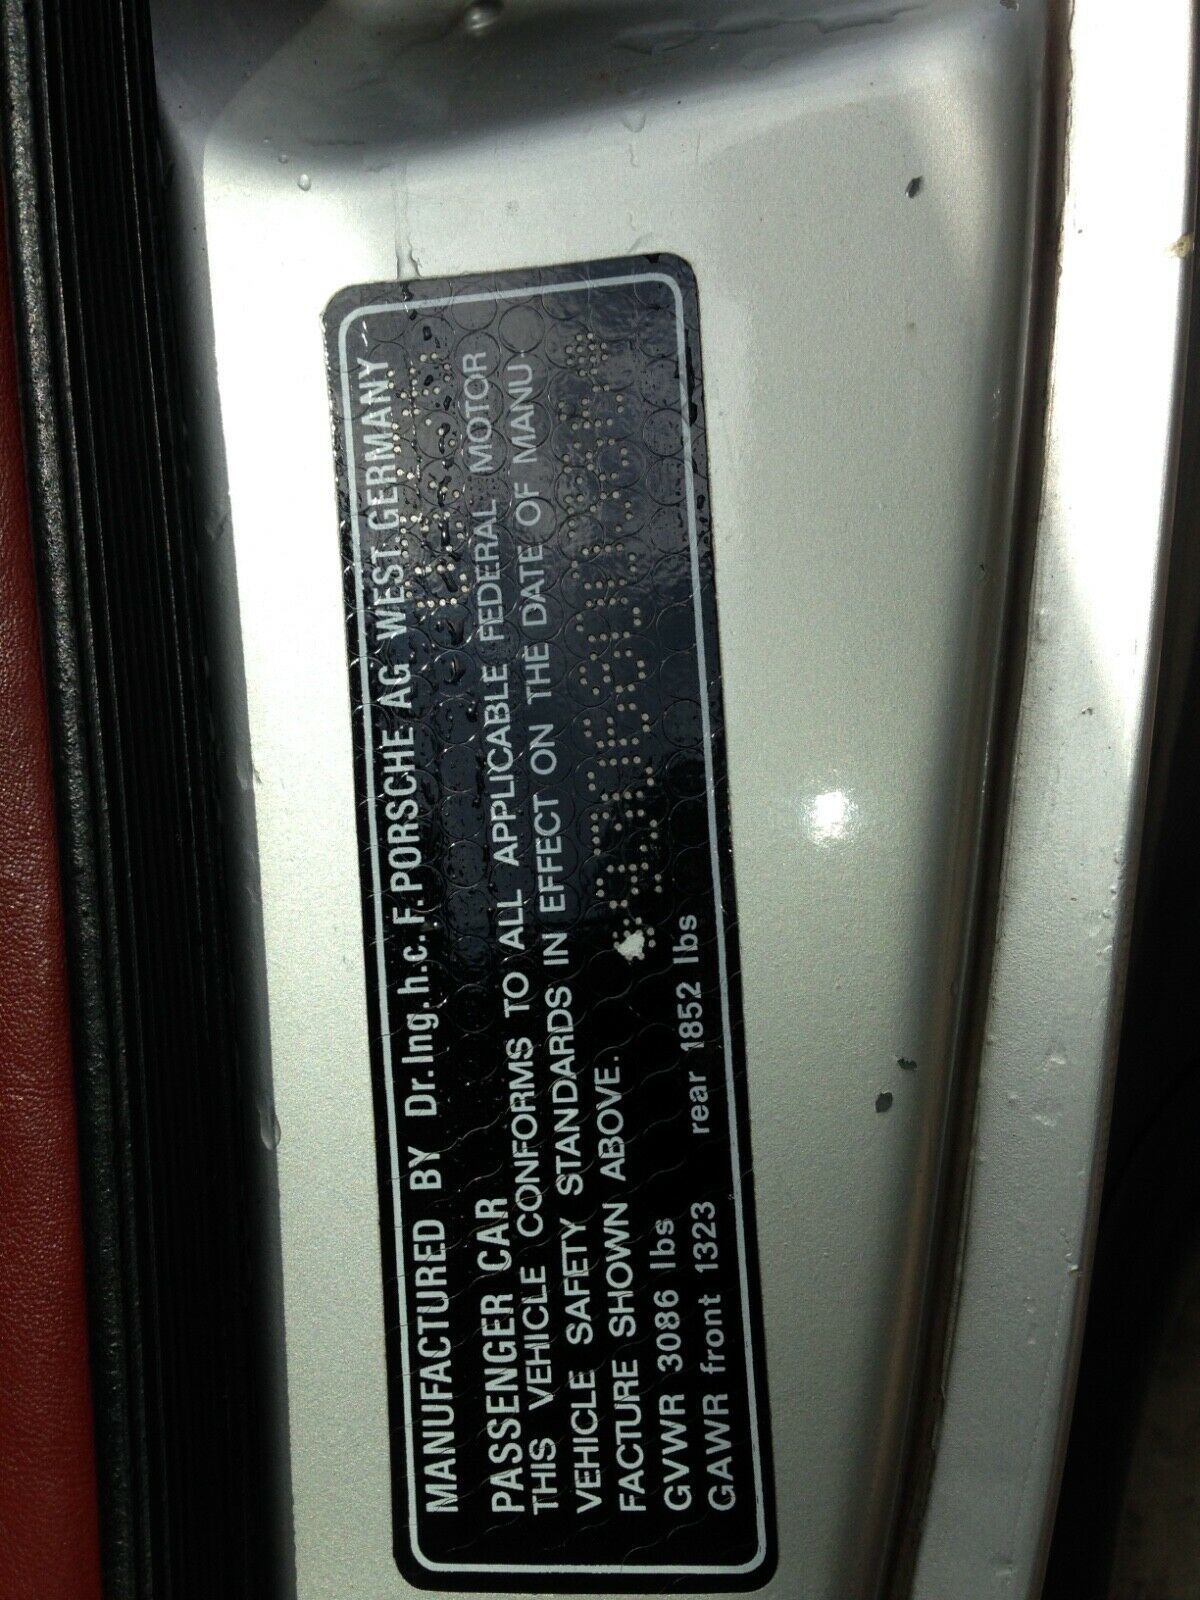 MANUFACTURED BY Dr.Ing.h.c. F. PORSCHE AG WEST GERMANY
PASSENGER CAR
THIS VEHICLE CONFORMS TO ALL APPLICABLE FEDERAL MOTOR
VEHICLE SAFETY STANDARDS IN EFFECT ON THE DATE OF MANU
FACTURE SHOWN ABOVE.
GVWR 3086 lbs
GAWR front 1323 rear 1852 lbs